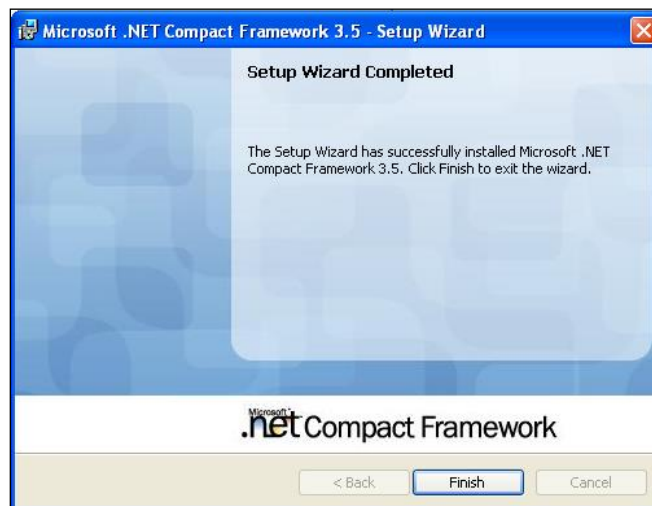 Microsoft .NET Compact Framework 3.5 - Setup Wizard
Setup Wizard Completed
The Setup Wizard has successfully installed Microsoft .NET
Compact Framework 3.5. Click Finish to exit the wizard.
Microsoft
.net Compact Framework
< Back
Finish
Cancel